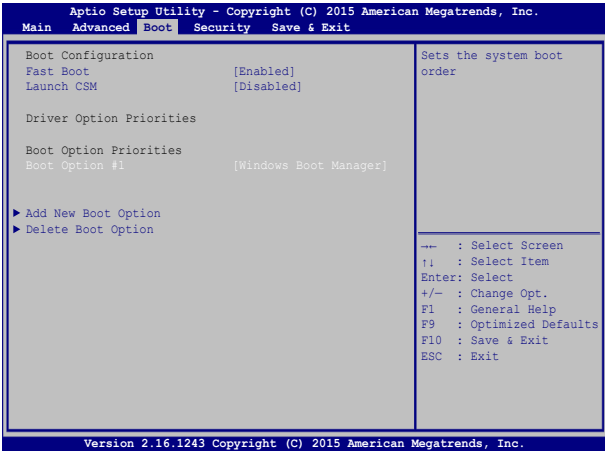 Aptio Setup Utility - Copyright (C) 2015 American Megatrends, Inc.
Main Advanced Boot Security Save & Exit
Boot Configuration
Fast Boot [Enabled]
Launch CSM [Disabled]
Driver Option Priorities
Boot Option Priorities
Boot Option #1 [Windows Boot Manager]
▶ Add New Boot Option
▶ Delete Boot Option
Sets the system boot
order
→← : Select Screen
↑↓ : Select Item
Enter: Select
+/— : Change Opt.
F1 : General Help
F9 : Optimized Defaults
F10 : Save & Exit
ESC : Exit
Version 2.16.1243 Copyright (C) 2015 American Megatrends, Inc.